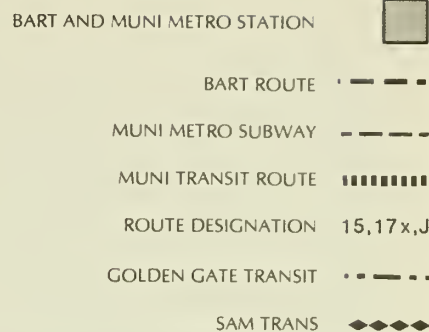 BART AND MUNI METRO STATION
BART ROUTE
MUNI METRO SUBWAY
MUNI TRANSIT ROUTE
ROUTE DESIGNATION 15,17x,J
GOLDEN GATE TRANSIT
SAM TRANS